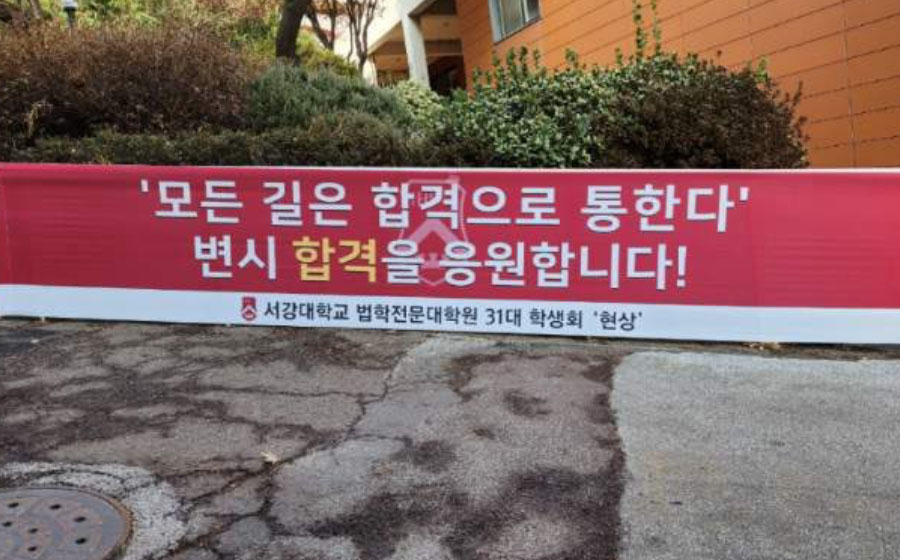 '모든 길은 합격으로 통한다'
변시 합격을 응원합니다!
서강대학교 법학전문대학원 31대 학생회 '현상'